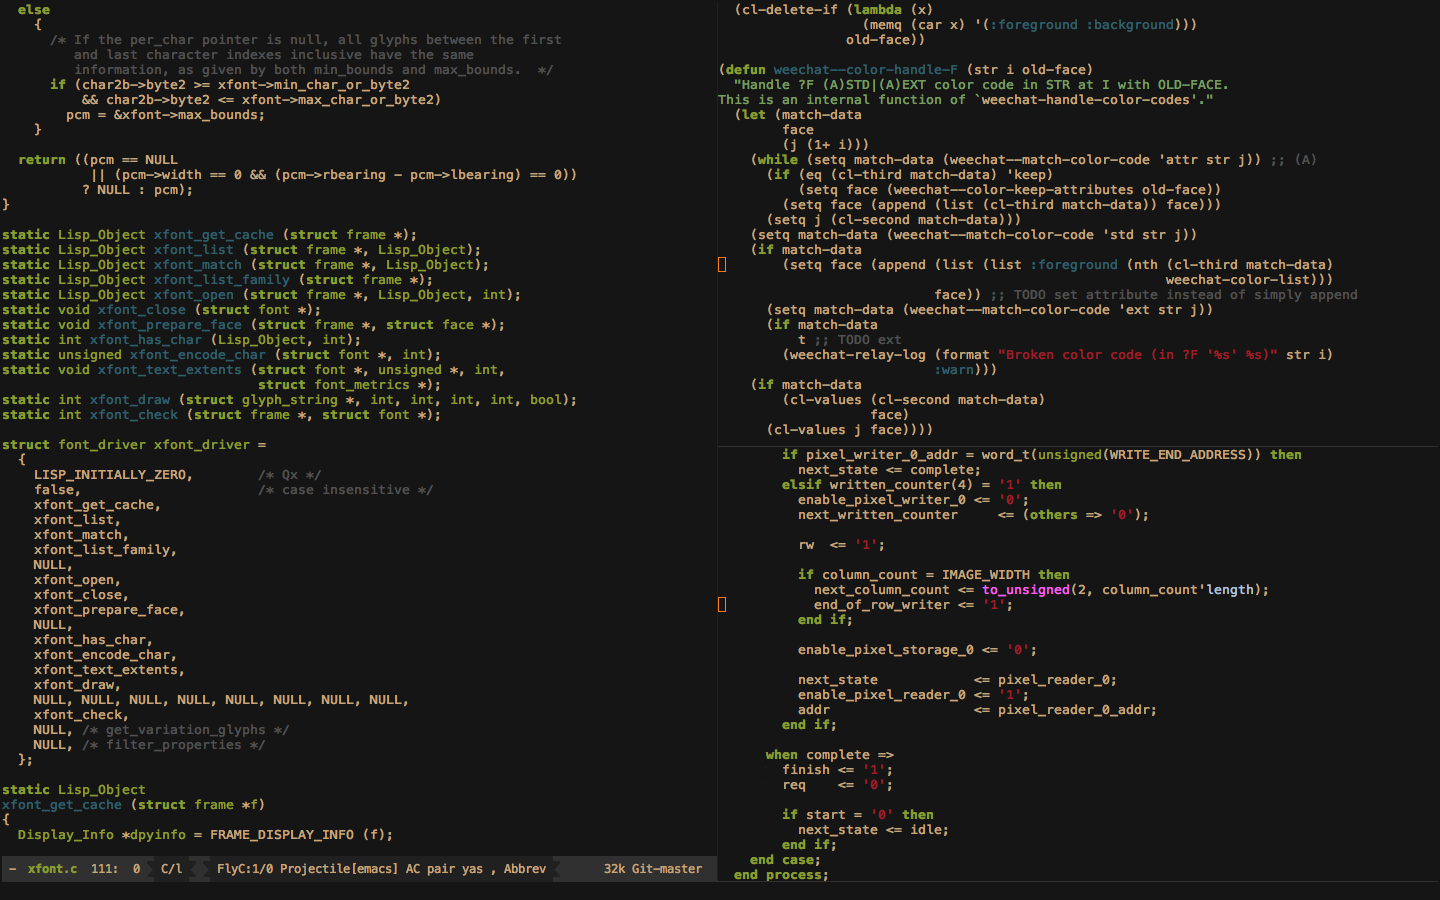 else
{
/* If the per_char pointer is null, all glyphs between the first
and last character indexes inclusive have the same
information, as given by both min_bounds and max_bounds.  */
if (char2b->byte2 >= xfont->min_char_or_byte2
&& char2b->byte2 <= xfont->max_char_or_byte2)
pcm = &xfont->max_bounds;
}
return ((pcm == NULL
|| (pcm->width == 0 && (pcm->rbearing - pcm->lbearing) == 0))
? NULL : pcm);
}
static Lisp_Object xfont_get_cache (struct frame *);
static Lisp_Object xfont_list (struct frame *, Lisp_Object);
static Lisp_Object xfont_match (struct frame *, Lisp_Object);
static Lisp_Object xfont_list_family (struct frame *);
static Lisp_Object xfont_open (struct frame *, Lisp_Object, int);
static void xfont_close (struct font *);
static void xfont_prepare_face (struct frame *, struct face *);
static int xfont_has_char (Lisp_Object, int);
static unsigned xfont_encode_char (struct font *, int);
static void xfont_text_extents (struct font *, unsigned *, int,
struct font_metrics *);
static int xfont_draw (struct glyph_string *, int, int, int, int, bool);
static int xfont_check (struct frame *, struct font *);
struct font_driver xfont_driver =
{
LISP_INITIALLY_ZERO,        /* Qx */
false,                      /* case insensitive */
xfont_get_cache,
xfont_list,
xfont_match,
xfont_list_family,
NULL,
xfont_open,
xfont_close,
xfont_prepare_face,
NULL,
xfont_has_char,
xfont_encode_char,
xfont_text_extents,
xfont_draw,
NULL, NULL, NULL, NULL, NULL, NULL, NULL, NULL,
xfont_check,
NULL, /* get_variation_glyphs */
NULL, /* filter_properties */
};
static Lisp_Object
xfont_get_cache (struct frame *f)
{
Display_Info *dpyinfo = FRAME_DISPLAY_INFO (f);
- xfont.c  111:  0  C/l  FlyC:1/0 Projectile[emacs] AC pair yas , Abbrev  32k Git-master
(cl-delete-if (lambda (x)
(memq (car x) '(:foreground :background)))
old-face))
(defun weechat--color-handle-F (str i old-face)
"Handle ?F (A)STD|(A)EXT color code in STR at I with OLD-FACE.
This is an internal function of `weechat-handle-color-codes'."
(let (match-data
face
(j (1+ i)))
(while (setq match-data (weechat--match-color-code 'attr str j)) ;; (A)
(if (eq (cl-third match-data) 'keep)
(setq face (weechat--color-keep-attributes old-face))
(setq face (append (list (cl-third match-data)) face)))
(setq j (cl-second match-data)))
(setq match-data (weechat--match-color-code 'std str j))
(if match-data
(setq face (append (list (list :foreground (nth (cl-third match-data)
weechat-color-list)))
face)) ;; TODO set attribute instead of simply append
(setq match-data (weechat--match-color-code 'ext str j))
(if match-data
t ;; TODO ext
(weechat-relay-log (format "Broken color code (in ?F '%s' %s)" str i)
:warn)))
(if match-data
(cl-values (cl-second match-data)
face)
(cl-values j face))))
if pixel_writer_0_addr = word_t(unsigned(WRITE_END_ADDRESS)) then
next_state <= complete;
elsif written_counter(4) = '1' then
enable_pixel_writer_0 <= '0';
next_written_counter     <= (others => '0');
rw  <= '1';
if column_count = IMAGE_WIDTH then
next_column_count <= to_unsigned(2, column_count'length);
end_of_row_writer <= '1';
end if;
enable_pixel_storage_0 <= '0';
next_state            <= pixel_reader_0;
enable_pixel_reader_0 <= '1';
addr                  <= pixel_reader_0_addr;
end if;
when complete =>
finish <= '1';
req    <= '0';
if start = '0' then
next_state <= idle;
end if;
end case;
end process;